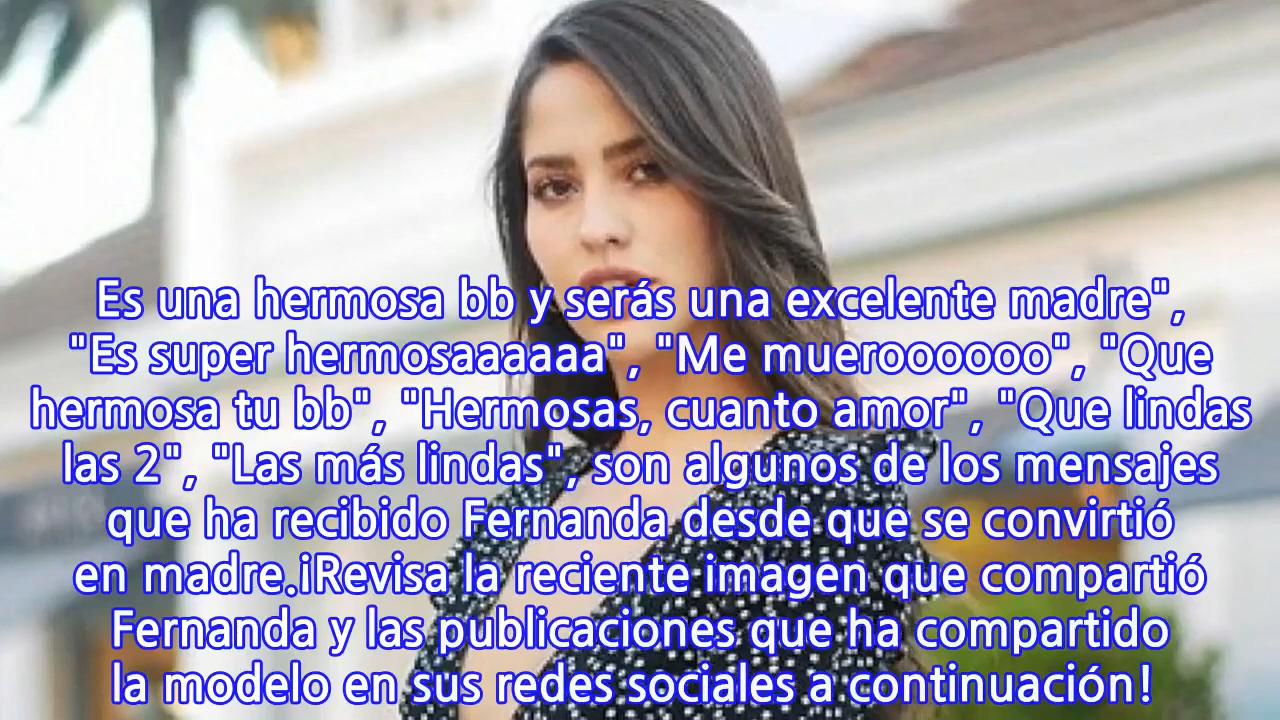 Es una hermosa bb y serás una excelente madre",
"Es super hermosaaaaaa", "Me mueroooooo", "Que
hermosa tu bb", "Hermosas, cuanto amor", "Que lindas
las 2", "Las más lindas", son algunos de los mensajes
que ha recibido Fernanda desde que se convirtió
en madre.¡Revisa la reciente imagen que compartió
Fernanda y las publicaciones que ha compartido
la modelo en sus redes sociales a continuación!